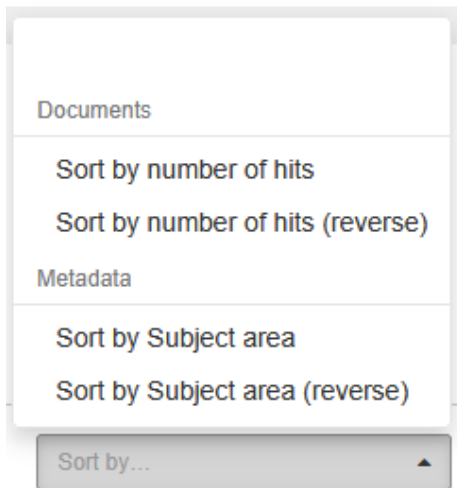 Documents
Sort by number of hits
Sort by number of hits (reverse)
Metadata
Sort by Subject area
Sort by Subject area (reverse)
Sort by...